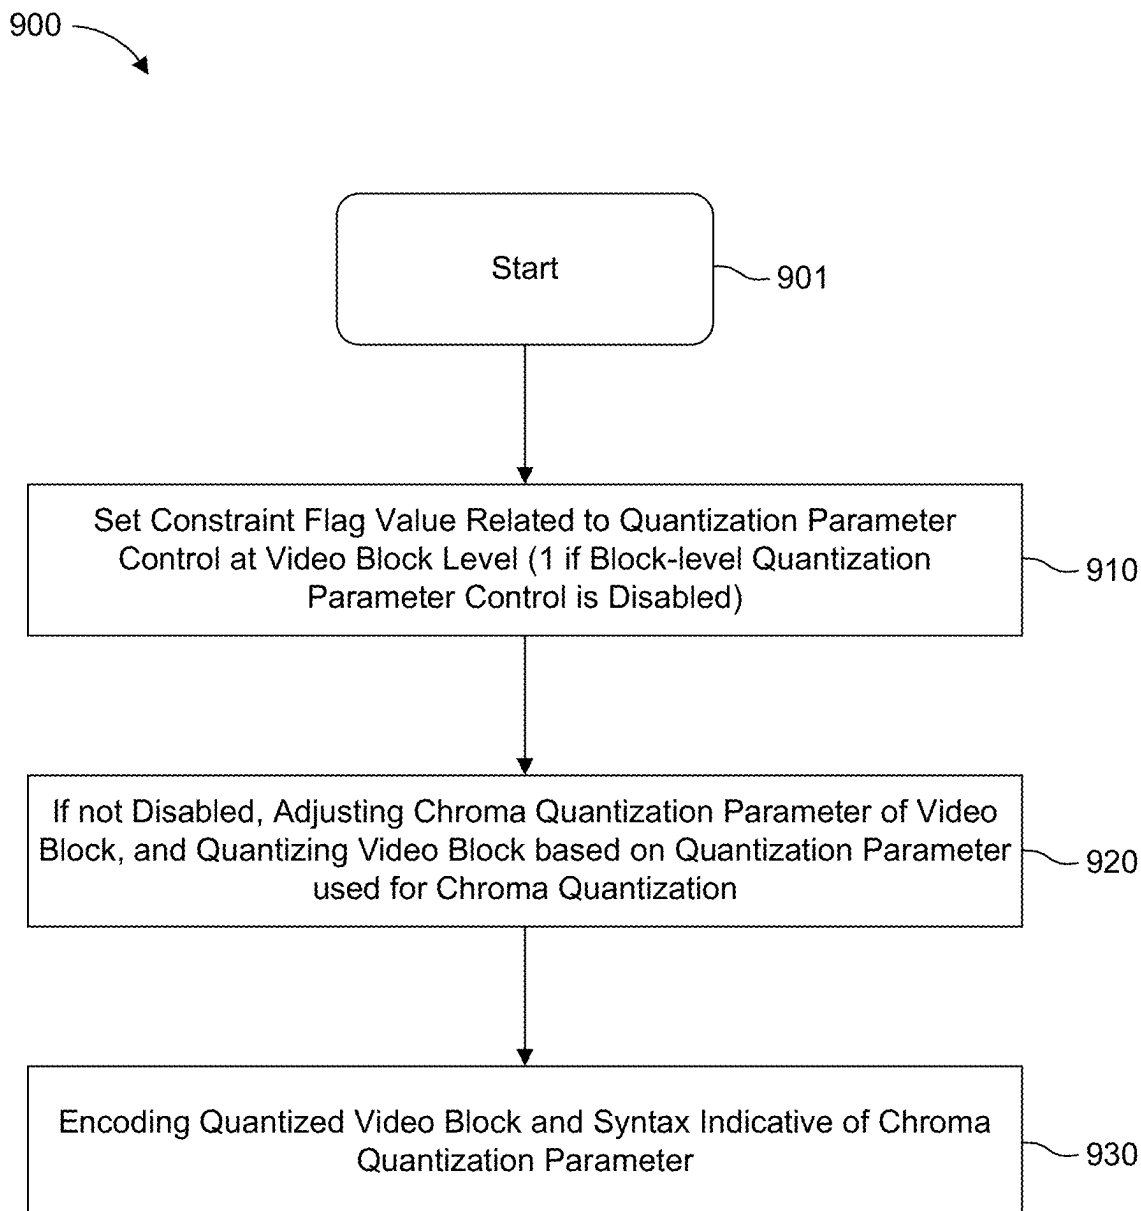 900
Start
901
Set Constraint Flag Value Related to Quantization Parameter
Control at Video Block Level (1 if Block-level Quantization
Parameter Control is Disabled)
910
If not Disabled, Adjusting Chroma Quantization Parameter of Video
Block, and Quantizing Video Block based on Quantization Parameter
used for Chroma Quantization
920
Encoding Quantized Video Block and Syntax Indicative of Chroma
Quantization Parameter
930